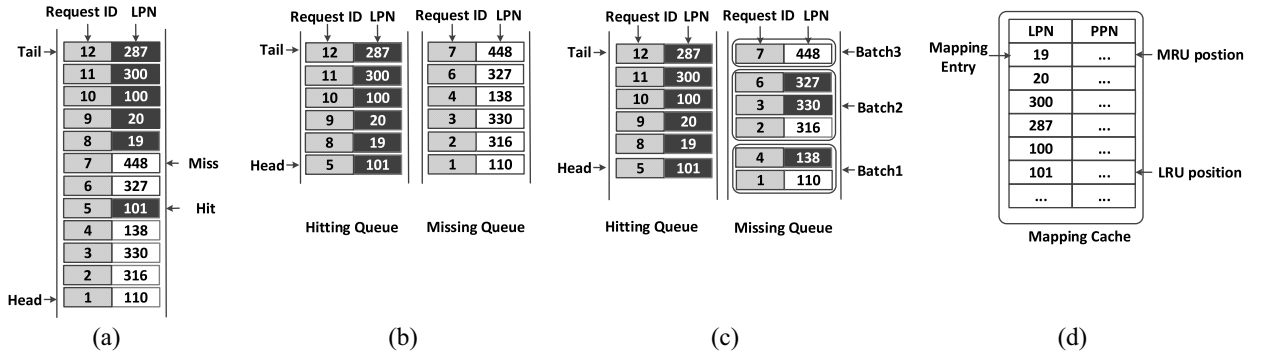 Request ID LPN
Tail 12 287
11 300
10 100
9 20
8 19
7 448 Miss
6 327
5 101 Hit
4 138
3 330
2 316
Head 1 110
(a)
Request ID LPN Request ID LPN
Tail 12 287 7 448
11 300 6 327
10 100 4 138
9 20 3 330
8 19 2 316
Head 5 101 1 110
Hitting Queue Missing Queue
(b)
Request ID LPN Request ID LPN
Tail 12 287 7 448 Batch3
11 300 6 327
10 100 3 330 Batch2
9 20 2 316
8 19 4 138
Head 5 101 1 110 Batch1
Hitting Queue Missing Queue
(c)
LPN PPN
Mapping Entry 19 ... MRU postion
20 ...
300 ...
287 ...
100 ...
101 ... LRU position
... ...
Mapping Cache
(d)